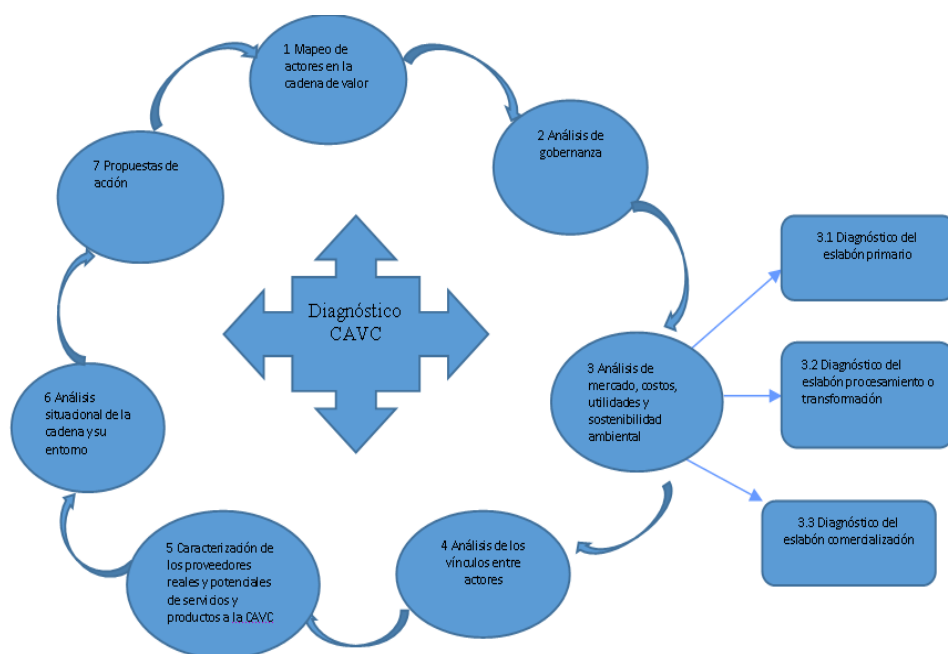 1 Mapeo de
actores en la
cadena de valor
2 Análisis de
gobernanza
3 Análisis de
mercado, costos,
utilidades y
sostenibilidad
ambiental
3.1 Diagnóstico del
eslabón primario
3.2 Diagnóstico del
eslabón procesamiento o
transformación
3.3 Diagnóstico del
eslabón comercialización
4 Análisis de los
vínculos entre
actores
5 Caracterización de
los proveedores
reales y potenciales
de servicios y
productos a la CAVC
6 Análisis
situacional de la
cadena y su
entorno
7 Propuestas de
acción
Diagnóstico
CAVC